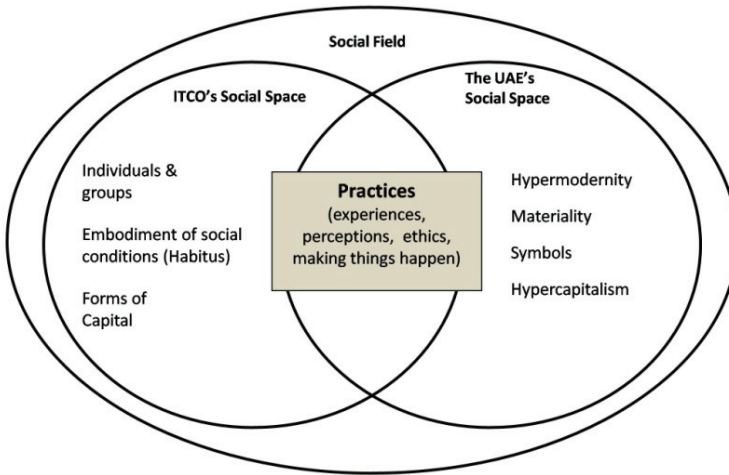 Social Field
ITCO's Social Space
The UAE's
Social Space
Individuals &
groups
Embodiment of social
conditions (Habitus)
Forms of
Capital
Practices
(experiences,
perceptions, ethics,
making things happen)
Hypermodernity
Materiality
Symbols
Hypercapitalism